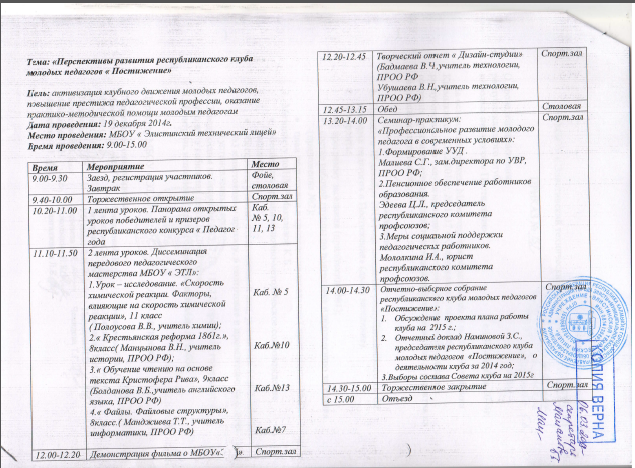 Тема: «Перспективы развития республиканского клуба
молодых педагогов « Постижение»
Цель: активизация клубного движения молодых педагогов,
повышение престижа педагогической профессии, оказание
практико-методической помощи молодым педагогам
Дата проведения: 19 декабря 2014г.
Место проведения: МБОУ « Элистинский технический лицей»
Время проведения: 9.00-15.00
Время Мероприятие Место
9.00-9.30 Заезд, регистрация участников. Фойе,
Завтрак столовая
9.40-10.00 Торжественное открытие Спорт.зал
10.20-11.00 1 лента уроков. Панорама открытых Каб.
уроков победителей и призеров № 5, 10,
республиканского конкурса « Педагог 11, 13
года
11.10-11.50 2 лента уроков. Диссеминация
передового педагогического
мастерства МБОУ « ЭТЛ»:
1.Урок – исследование. «Скорость Каб. № 5
химической реакции. Факторы,
влияющие на скорость химической
реакции», 11 класс
( Полоусова В.В., учитель химии);
2.« Крестьянская реформа 1861г.»,
8класс( Манцынова В.Н., учитель Каб.№10
истории, ПРОО РФ);
3.« Обучение чтению на основе
текста Кристофера Рива», 9класс
(Болданова В.Б.,учитель английского Каб.№13
языка, ПРОО РФ)
4.« Файлы. Файловые структуры»,
8класс.( Манджиева Т.Т., учитель
информатики, ПРОО РФ) Каб.№7
12.00-12.20 Демонстрация фильма о МБОУ« » Спорт.зал
12.20-12.45 Творческий отчет « Дизайн-студии» Спорт.зал
(Бадмаева В.Ч.,учитель технологии,
ПРОО РФ
Убушаева В.Н.,учитель технологии,
ПРОО РФ)
12.45-13.15 Обед Столовая
13.20-14.00 Семинар-практикум: Спорт.зал
«Профессиональное развитие молодого
педагога в современных условиях»:
1.Формирование УУД .
Малиева С.Г., зам.директора по УВР,
ПРОО РФ;
2.Пенсионное обеспечение работников
образования.
Эдеева Ц.Л., председатель
республиканского комитета
профсоюзов;
3.Меры социальной поддержки
педагогических работников.
Мололкина И.А., юрист
республиканского комитета
профсоюзов.
14.00-14.30 Отчетно-выборное собрание Спорт.зал
республиканского клуба молодых педагогов
«Постижение»:
1. Обсуждение проекта плана работы
клуба на 2015 г.;
2. Отчетный доклад Наминовой З.С.,
председателя республиканского клуба
молодых педагогов «Постижение», о
деятельности клуба за 2014 год;
3.Выборы состава Совета клуба на 2015г
14.30-15.00 Торжественное закрытие Спорт.зал
с 15.00 Отъезд
КОПИЯ ВЕРНА